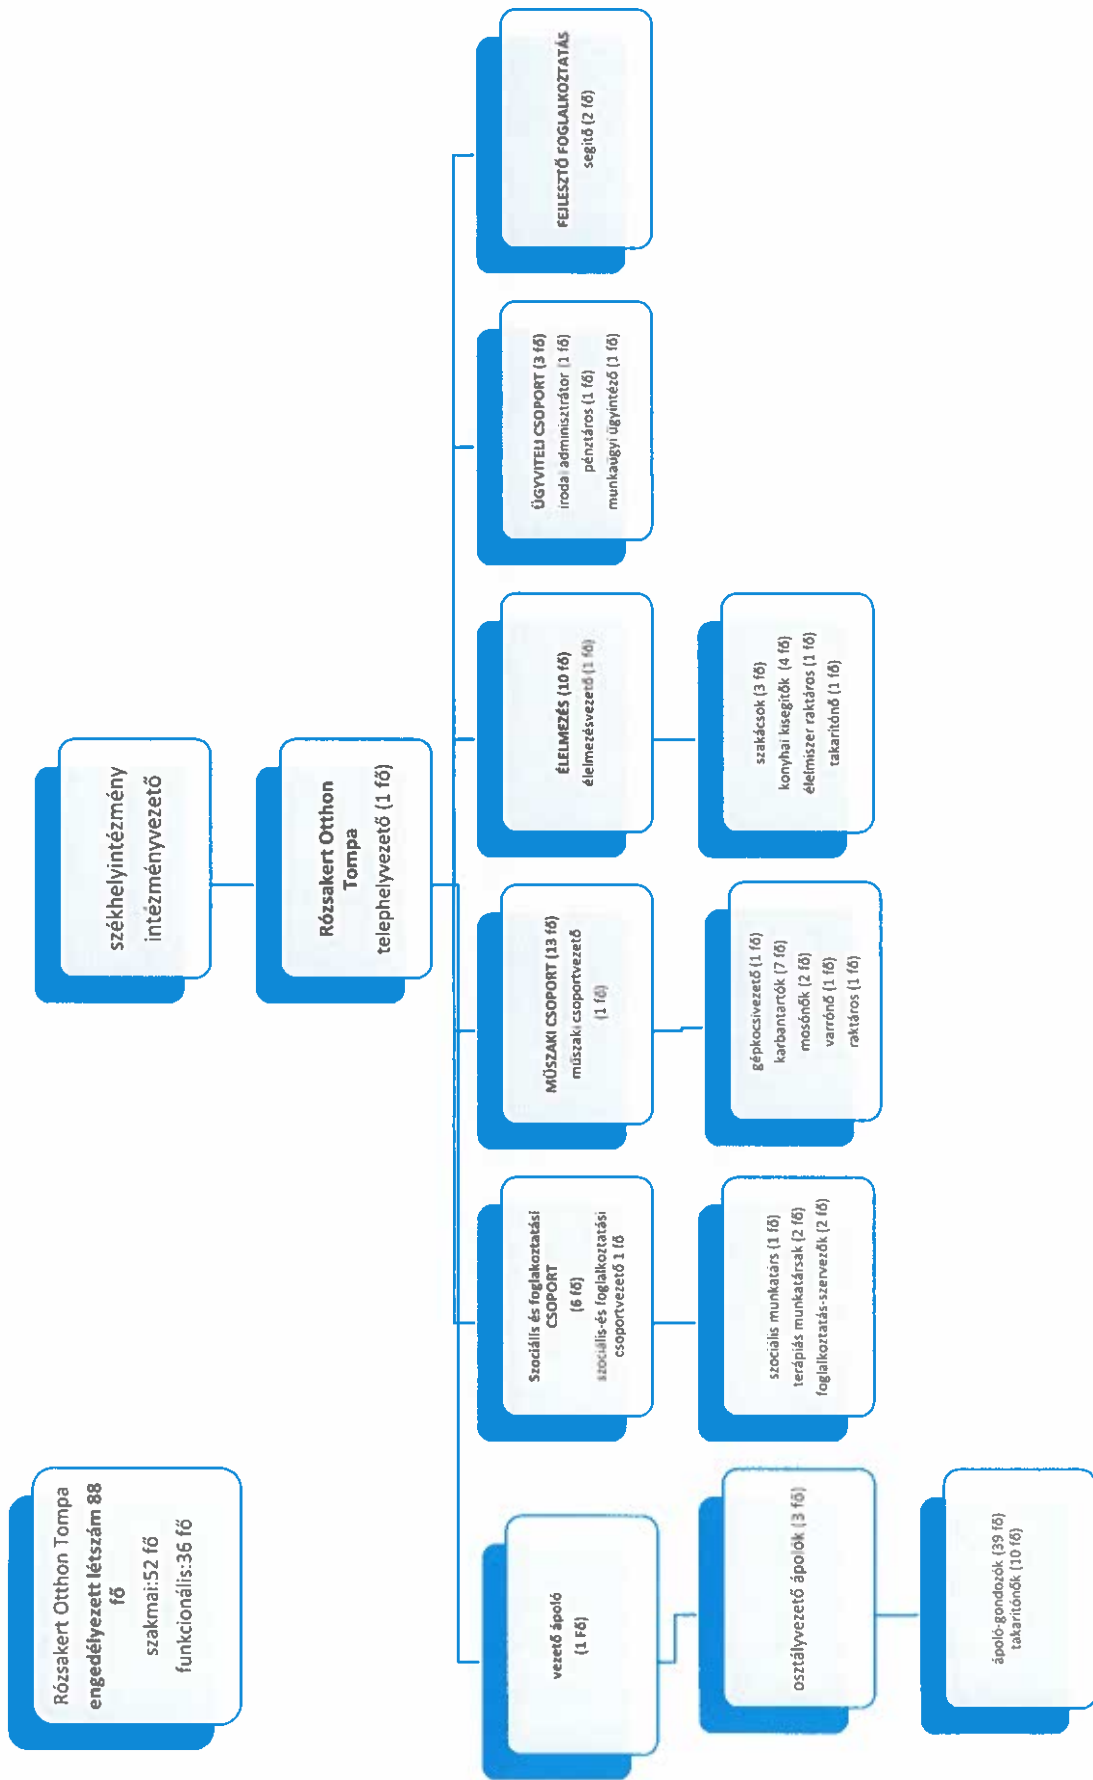 Rózsakert Otthon Tompa
engedélyezett létszám 88
fő
szakmai:52 fő
funkcionális:36 fő
székhelyintézmény
intézményvezető
Rózsakert Otthon
Tompa
telephelyvezető (1 fő)
vezető ápoló
(1 Fő)
osztályvezető ápolók (3 fő)
ápoló-gondozók (39 fő)
takarítónők (10 fő)
Szociális és foglakoztatási
CSOPORT
(6 fő)
szociális-és foglalkoztatási
csoportvezető 1 fő
szociális munkatárs (1 fő)
terápiás munkatársak (2 fő)
foglalkoztatás-szervezők (2 fő)
MŰSZAKI CSOPORT (13 fő)
műszaki csoportvezető
(1 fő)
gépkocsivezető (1 fő)
karbantartók (7 fő)
mosónők (2 fő)
varrónő (1 fő)
raktáros (1 fő)
ÉLELMEZÉS (10 fő)
élelmezésvezető (1 fő)
szakácsok (3 fő)
konyhai kisegítők (4 fő)
élelmiszer raktáros (1 fő)
takarítónő (1 fő)
ÜGYVITELI CSOPORT (3 fő)
irodai adminisztrátor (1 fő)
pénztáros (1 fő)
munkaügyi ügyintéző (1 fő)
FEJLESZTŐ FOGLALKOZTATÁS
segítő (2 fő)